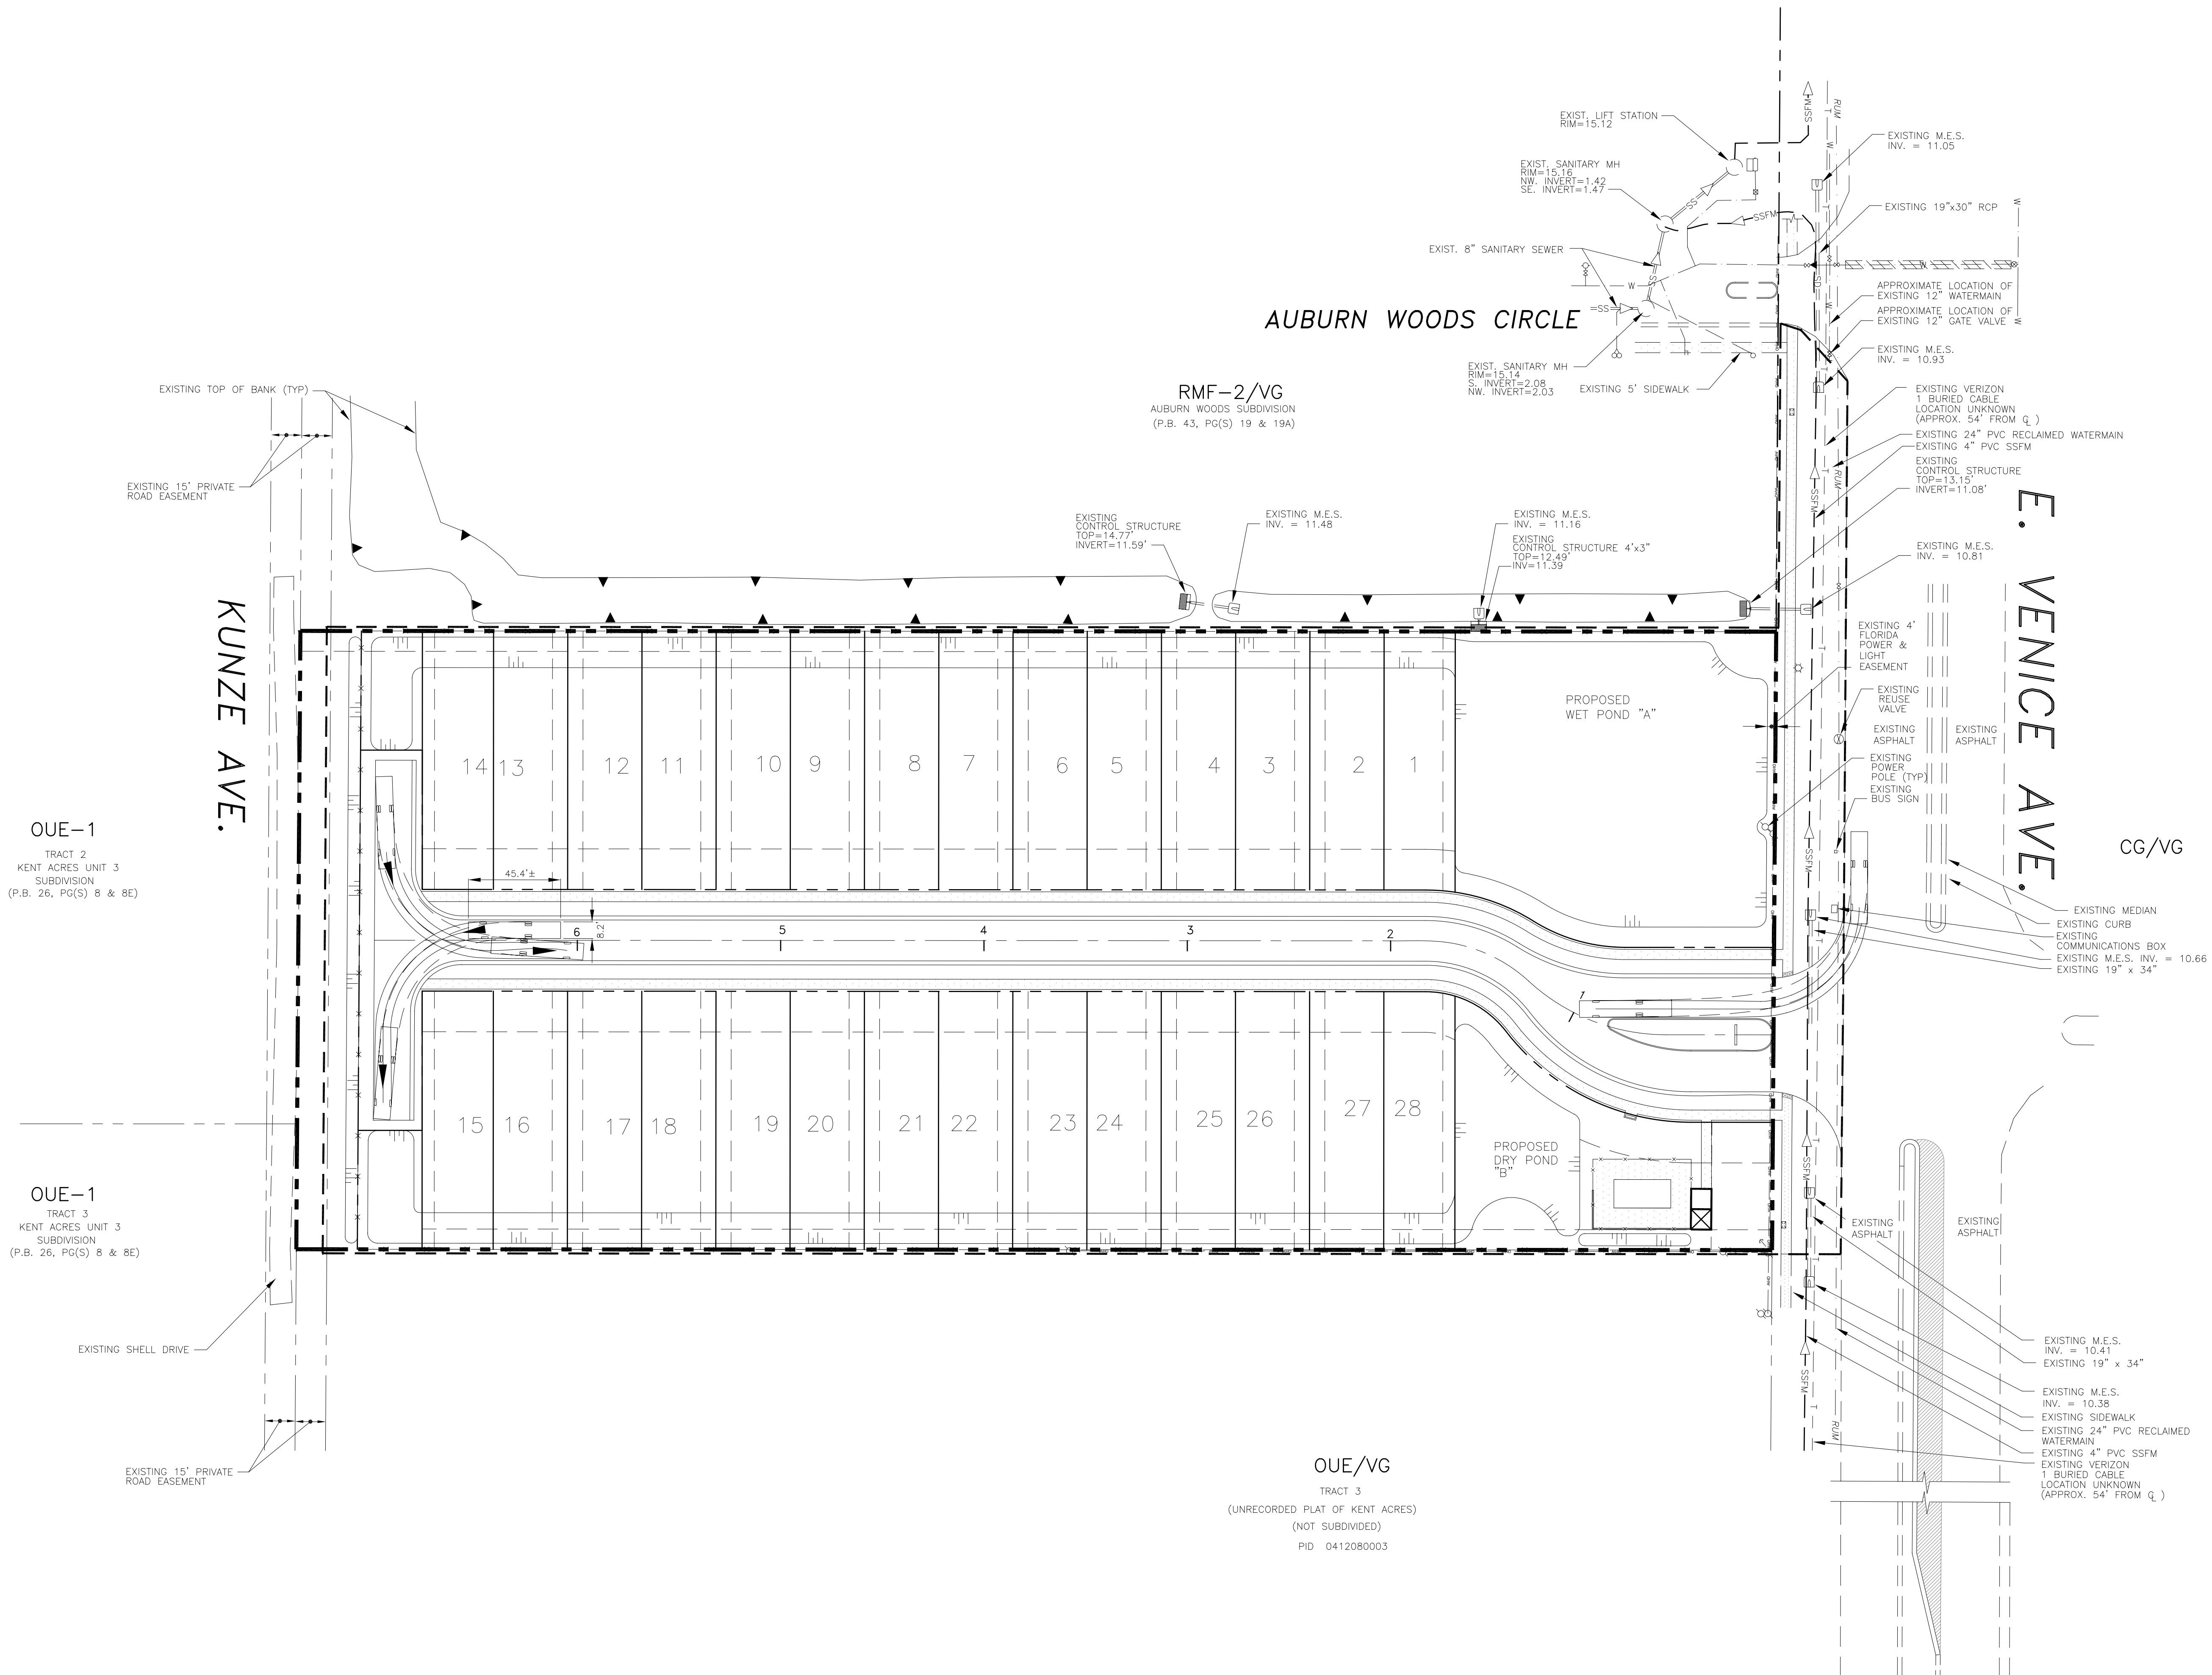 EXIST. LIFT STATION
RIM=15.12
EXIST. SANITARY MH
RIM=15.16
NW. INVERT=1.42
SE. INVERT=1.47
EXIST. 8" SANITARY SEWER
AUBURN WOODS CIRCLE
EXIST. SANITARY MH
RIM=15.14
S. INVERT=2.08
NW. INVERT=2.03
EXISTING 5' SIDEWALK
SS
SS
=SS=
W
SSFM
SSFM
RUM
T
W
SD
EXISTING M.E.S.
INV. = 11.05
EXISTING 19"x30" RCP
W
W
W
APPROXIMATE LOCATION OF
EXISTING 12" WATERMAIN
APPROXIMATE LOCATION OF
EXISTING 12" GATE VALVE
EXISTING M.E.S.
INV. = 10.93
EXISTING VERIZON
1 BURIED CABLE
LOCATION UNKNOWN
(APPROX. 54' FROM ℄ )
EXISTING 24" PVC RECLAIMED WATERMAIN
EXISTING 4" PVC SSFM
EXISTING
CONTROL STRUCTURE
TOP=13.15'
INVERT=11.08'
EXISTING M.E.S.
INV. = 10.81
EXISTING TOP OF BANK (TYP)
EXISTING 15' PRIVATE
ROAD EASEMENT
RMF-2/VG
AUBURN WOODS SUBDIVISION
(P.B. 43, PG(S) 19 & 19A)
EXISTING
CONTROL STRUCTURE
TOP=14.77'
INVERT=11.59'
EXISTING M.E.S.
INV. = 11.48
EXISTING M.E.S.
INV. = 11.16
EXISTING
CONTROL STRUCTURE 4'x3"
TOP=12.49'
INV=11.39
KUNZE AVE.
E. VENICE AVE.
SSFM
RUM
T
EXISTING 4'
FLORIDA
POWER &
LIGHT
EASEMENT
EXISTING
REUSE
VALVE
EXISTING
ASPHALT
EXISTING
ASPHALT
EXISTING
POWER
POLE (TYP)
EXISTING
BUS SIGN
PROPOSED
WET POND "A"
14 13 12 11 10 9 8 7 6 5 4 3 2 1
OUE-1
TRACT 2
KENT ACRES UNIT 3
SUBDIVISION
(P.B. 26, PG(S) 8 & 8E)
CG/VG
SSFM
45.4'±
8.2'
6 5 4 3 2
1
EXISTING MEDIAN
EXISTING CURB
EXISTING
COMMUNICATIONS BOX
EXISTING M.E.S. INV. = 10.66
EXISTING 19" x 34"
15 16 17 18 19 20 21 22 23 24 25 26 27 28
PROPOSED
DRY POND
"B"
OUE-1
TRACT 3
KENT ACRES UNIT 3
SUBDIVISION
(P.B. 26, PG(S) 8 & 8E)
SSFM
EXISTING
ASPHALT
EXISTING
ASPHALT
EXISTING SHELL DRIVE
EXISTING 15' PRIVATE
ROAD EASEMENT
SSFM
T
RUM
EXISTING M.E.S.
INV. = 10.41
EXISTING 19" x 34"
EXISTING M.E.S.
INV. = 10.38
EXISTING SIDEWALK
EXISTING 24" PVC RECLAIMED
WATERMAIN
EXISTING 4" PVC SSFM
EXISTING VERIZON
1 BURIED CABLE
LOCATION UNKNOWN
(APPROX. 54' FROM ℄ )
OUE/VG
TRACT 3
(UNRECORDED PLAT OF KENT ACRES)
(NOT SUBDIVIDED)
PID 0412080003